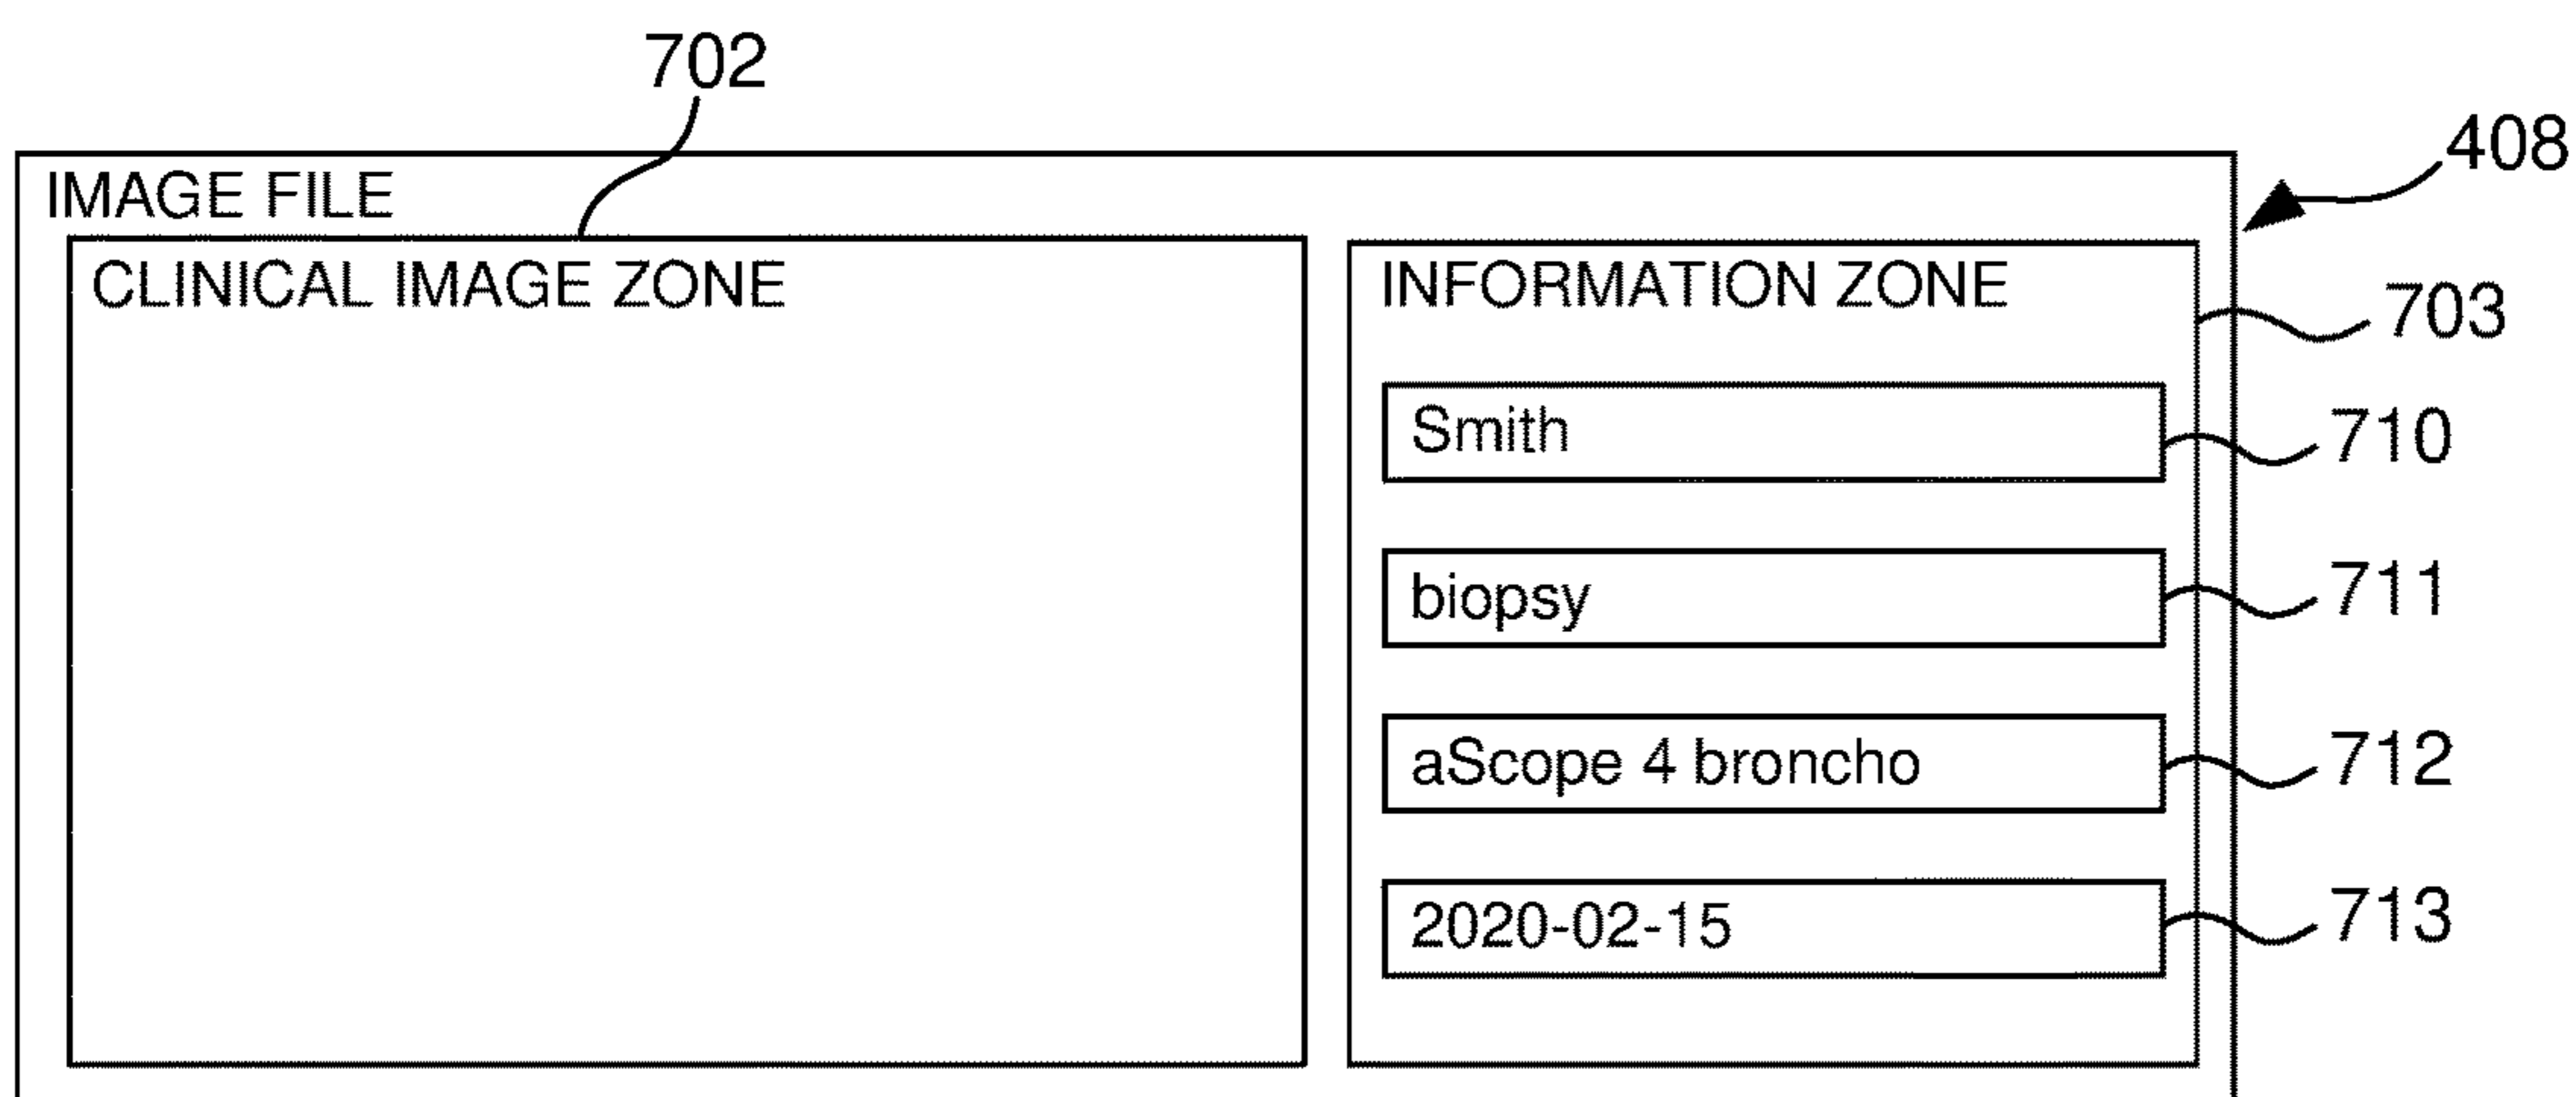 702
408
IMAGE FILE
CLINICAL IMAGE ZONE
INFORMATION ZONE
703
Smith
710
biopsy
711
aScope 4 broncho
712
2020-02-15
713